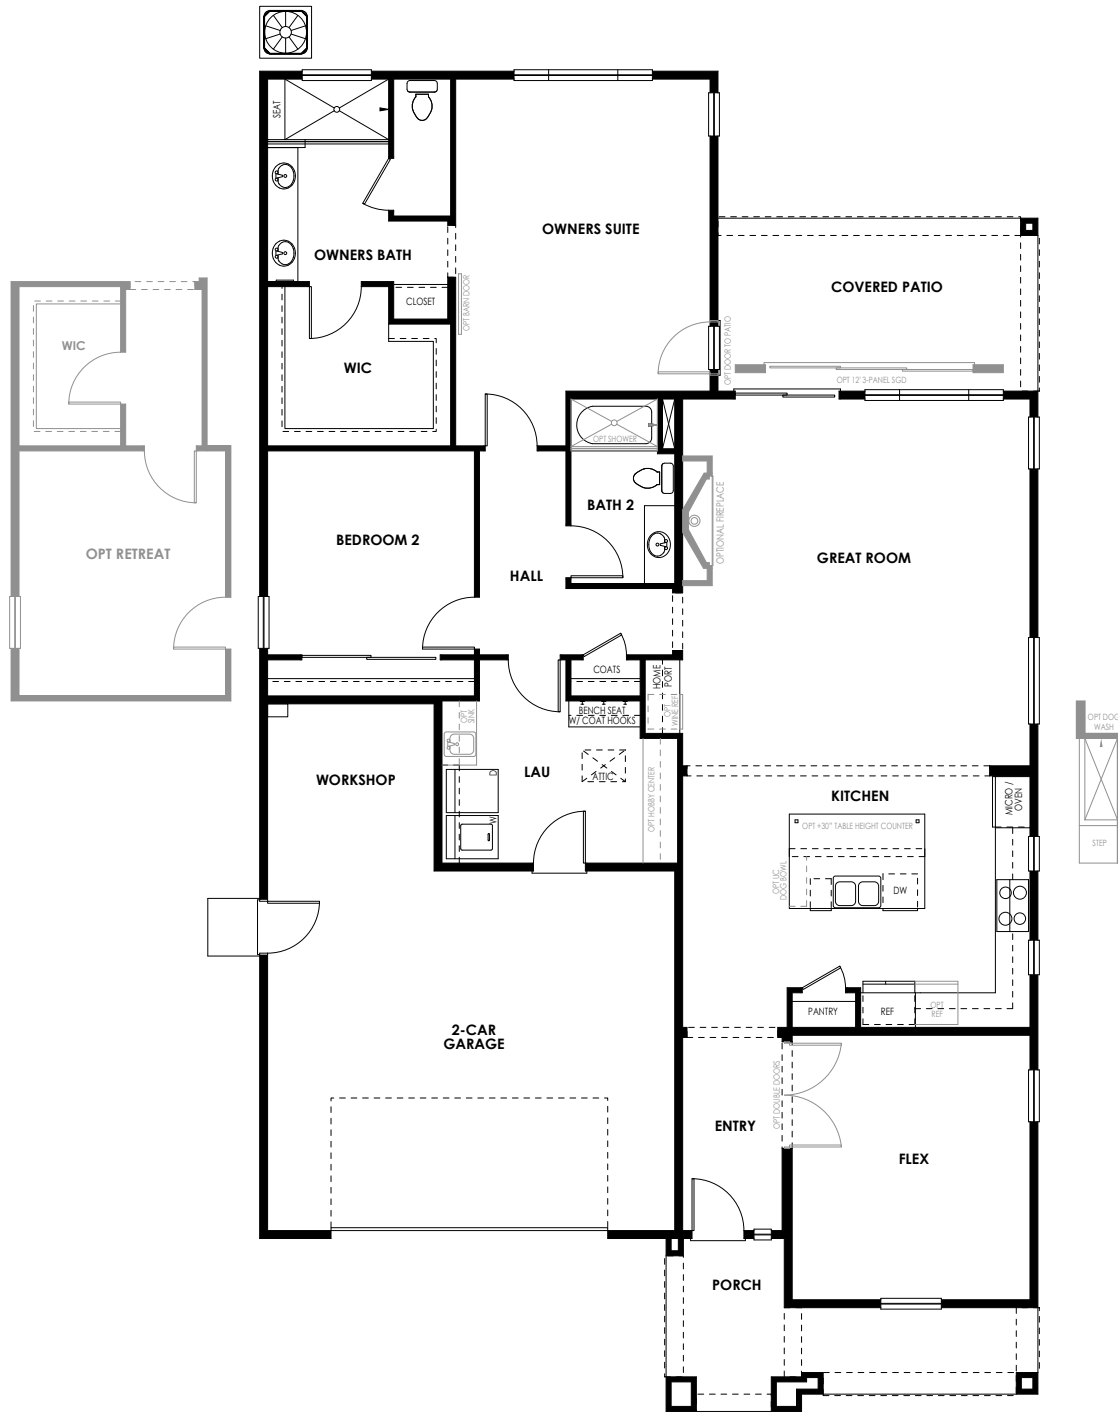 SEAT
OWNERS SUITE
OWNERS BATH
CLOSET
OPT BARN DOOR
COVERED PATIO
OPT DOOR TO PATIO
OPT 12' 3-PANEL SGD
WIC
WIC
OPT SHOWER
BATH 2
OPTIONAL FIREPLACE
OPT RETREAT
BEDROOM 2
HALL
GREAT ROOM
COATS
HOME
PORT
OPT
WINE REF
BENCH SEAT
W/ COAT HOOKS
OPT
SINK
OPT DOG
WASH
STEP
WORKSHOP
LAU
D
W
ATTIC
OPT HOBBY CENTER
KITCHEN
MICRO /
OVEN
OPT +30" TABLE HEIGHT COUNTER
OPT UC
DOG BOWL
DW
PANTRY
REF
OPT
REF
2-CAR
GARAGE
OPT DOUBLE DOORS
ENTRY
FLEX
PORCH